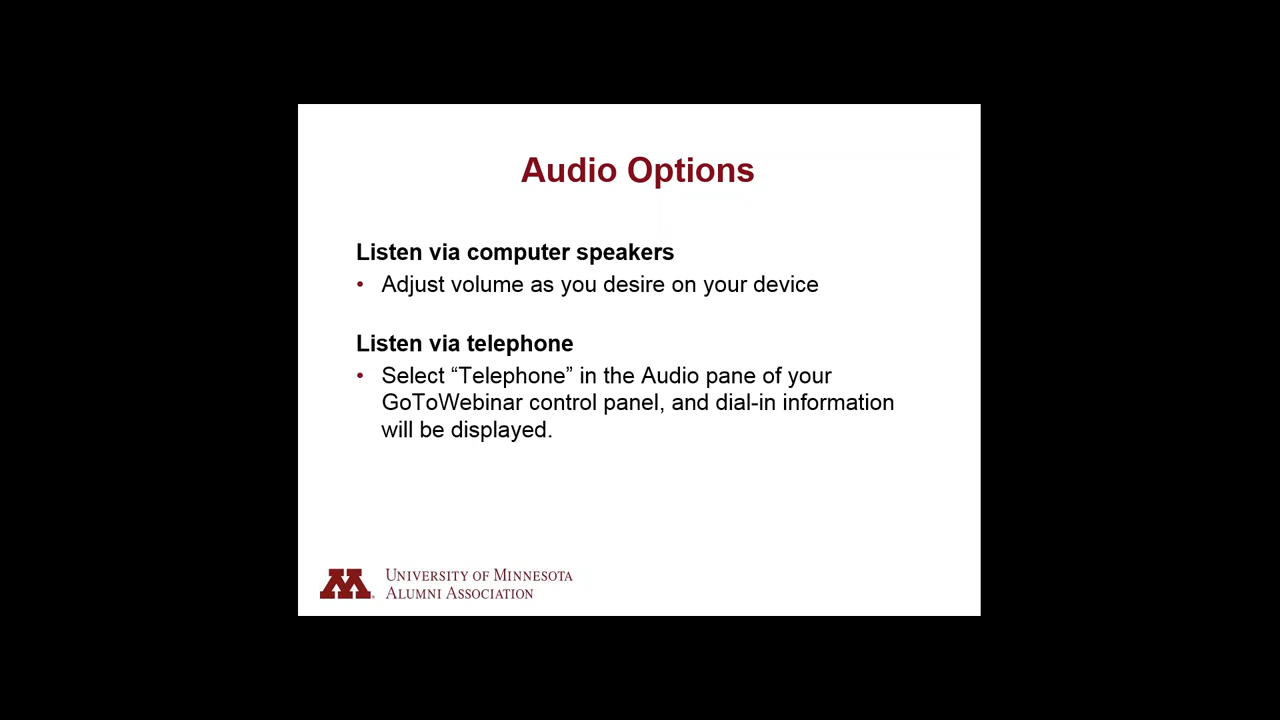 Audio Options
Listen via computer speakers
• Adjust volume as you desire on your device
Listen via telephone
• Select “Telephone” in the Audio pane of your
GoToWebinar control panel, and dial-in information
will be displayed.
M
UNIVERSITY OF MINNESOTA
ALUMNI ASSOCIATION